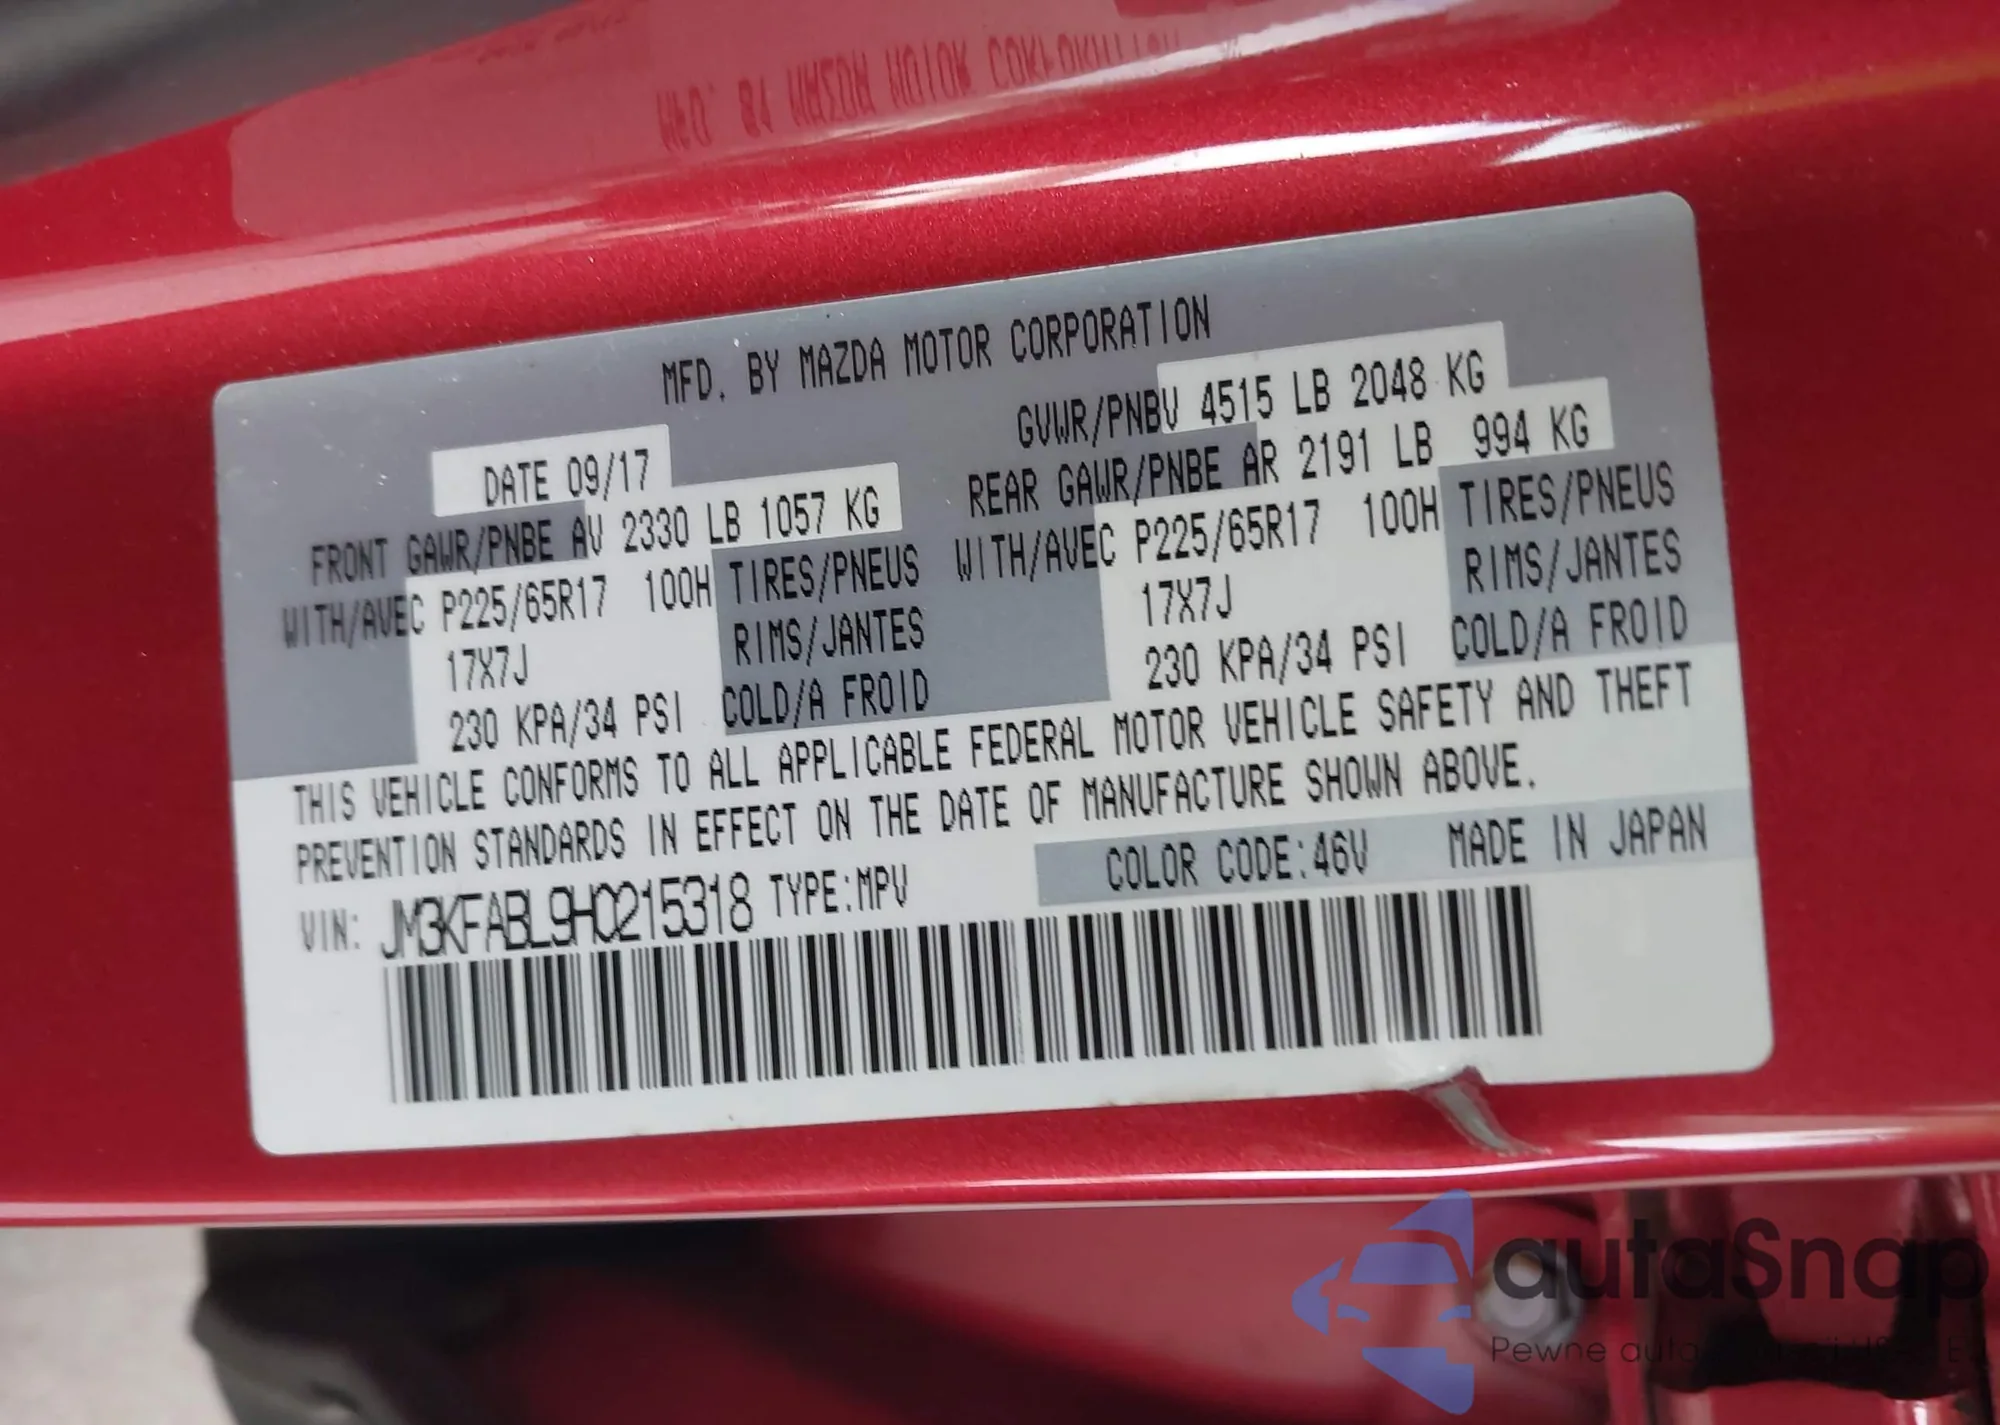 MFD. BY MAZDA MOTOR CORPORATION
DATE 09/17 GVWR/PNBV 4515 LB 2048 KG
FRONT GAWR/PNBE AV 2330 LB 1057 KG REAR GAWR/PNBE AR 2191 LB 994 KG
WITH/AVEC P225/65R17 100H TIRES/PNEUS WITH/AVEC P225/65R17 100H TIRES/PNEUS
17X7J RIMS/JANTES 17X7J RIMS/JANTES
230 KPA/34 PSI COLD/A FROID 230 KPA/34 PSI COLD/A FROID
THIS VEHICLE CONFORMS TO ALL APPLICABLE FEDERAL MOTOR VEHICLE SAFETY AND THEFT
PREVENTION STANDARDS IN EFFECT ON THE DATE OF MANUFACTURE SHOWN ABOVE.
VIN: JM3KFABL9H0215318 TYPE:MPV COLOR CODE:46V MADE IN JAPAN
autaSnap
Pewne